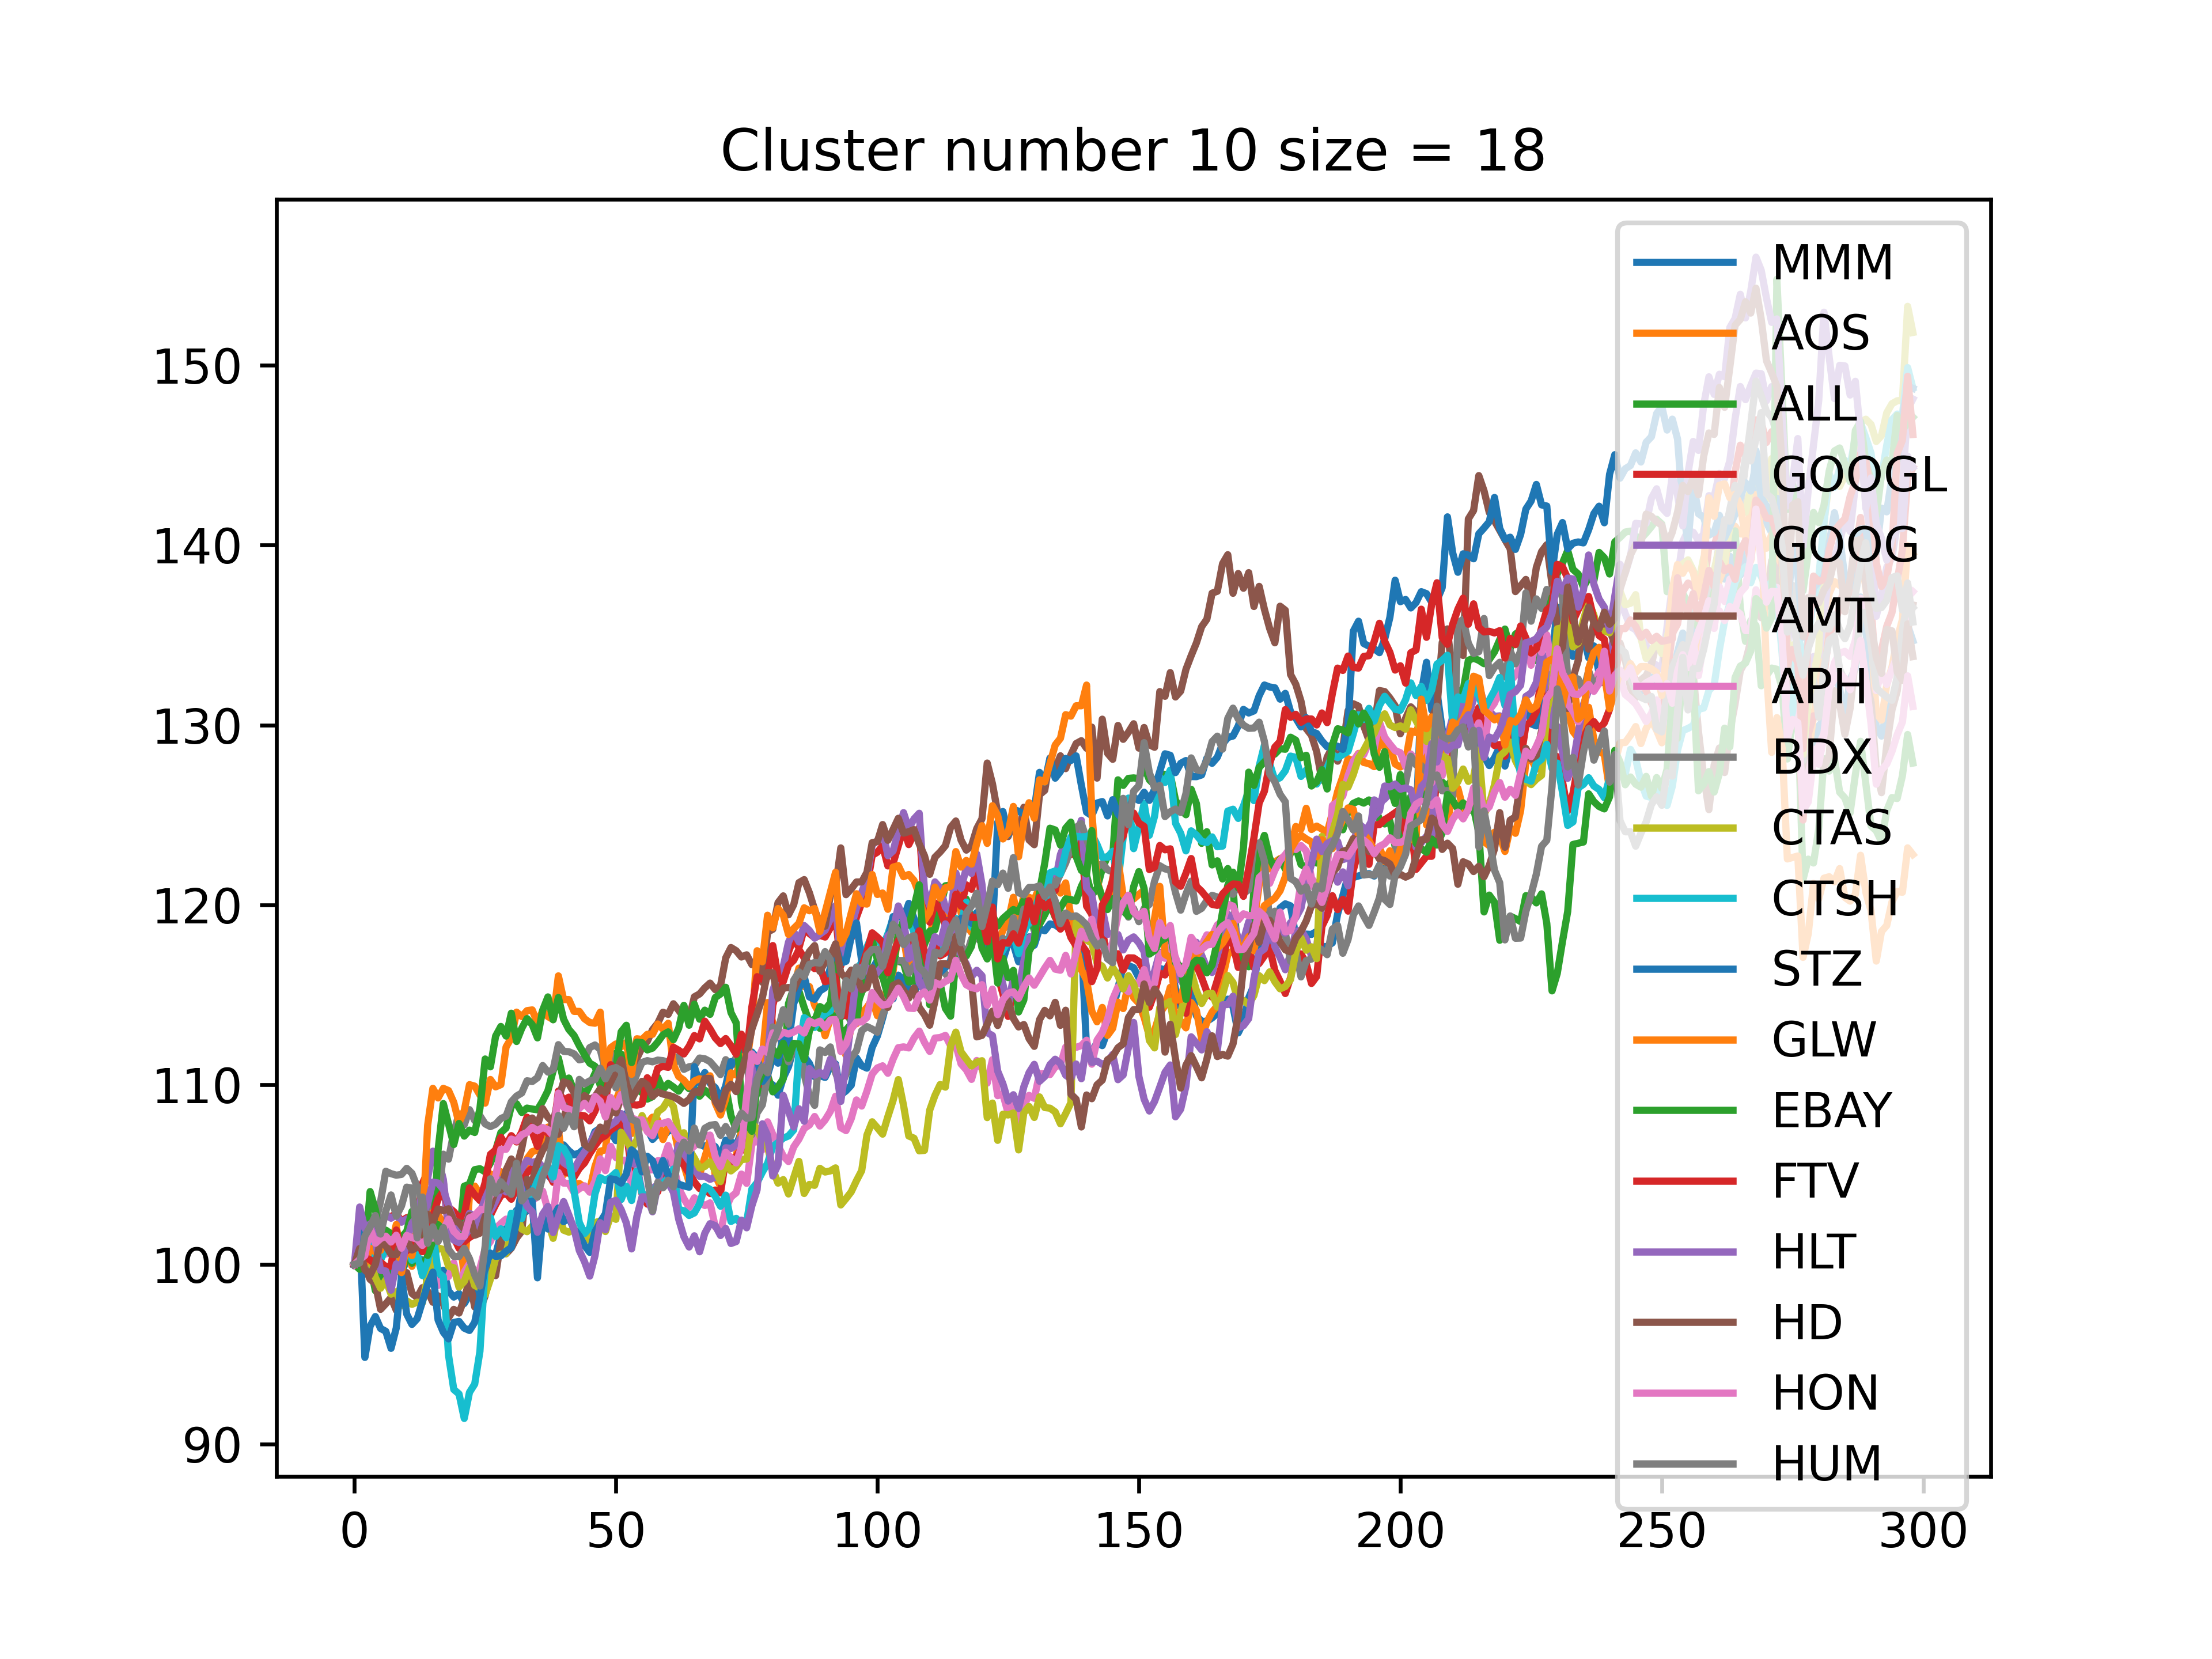 Cluster number 10 size = 18
150
140
130
120
110
100
90
0 50 100 150 200 250 300
MMM
AOS
ALL
GOOGL
GOOG
AMT
APH
BDX
CTAS
CTSH
STZ
GLW
EBAY
FTV
HLT
HD
HON
HUM